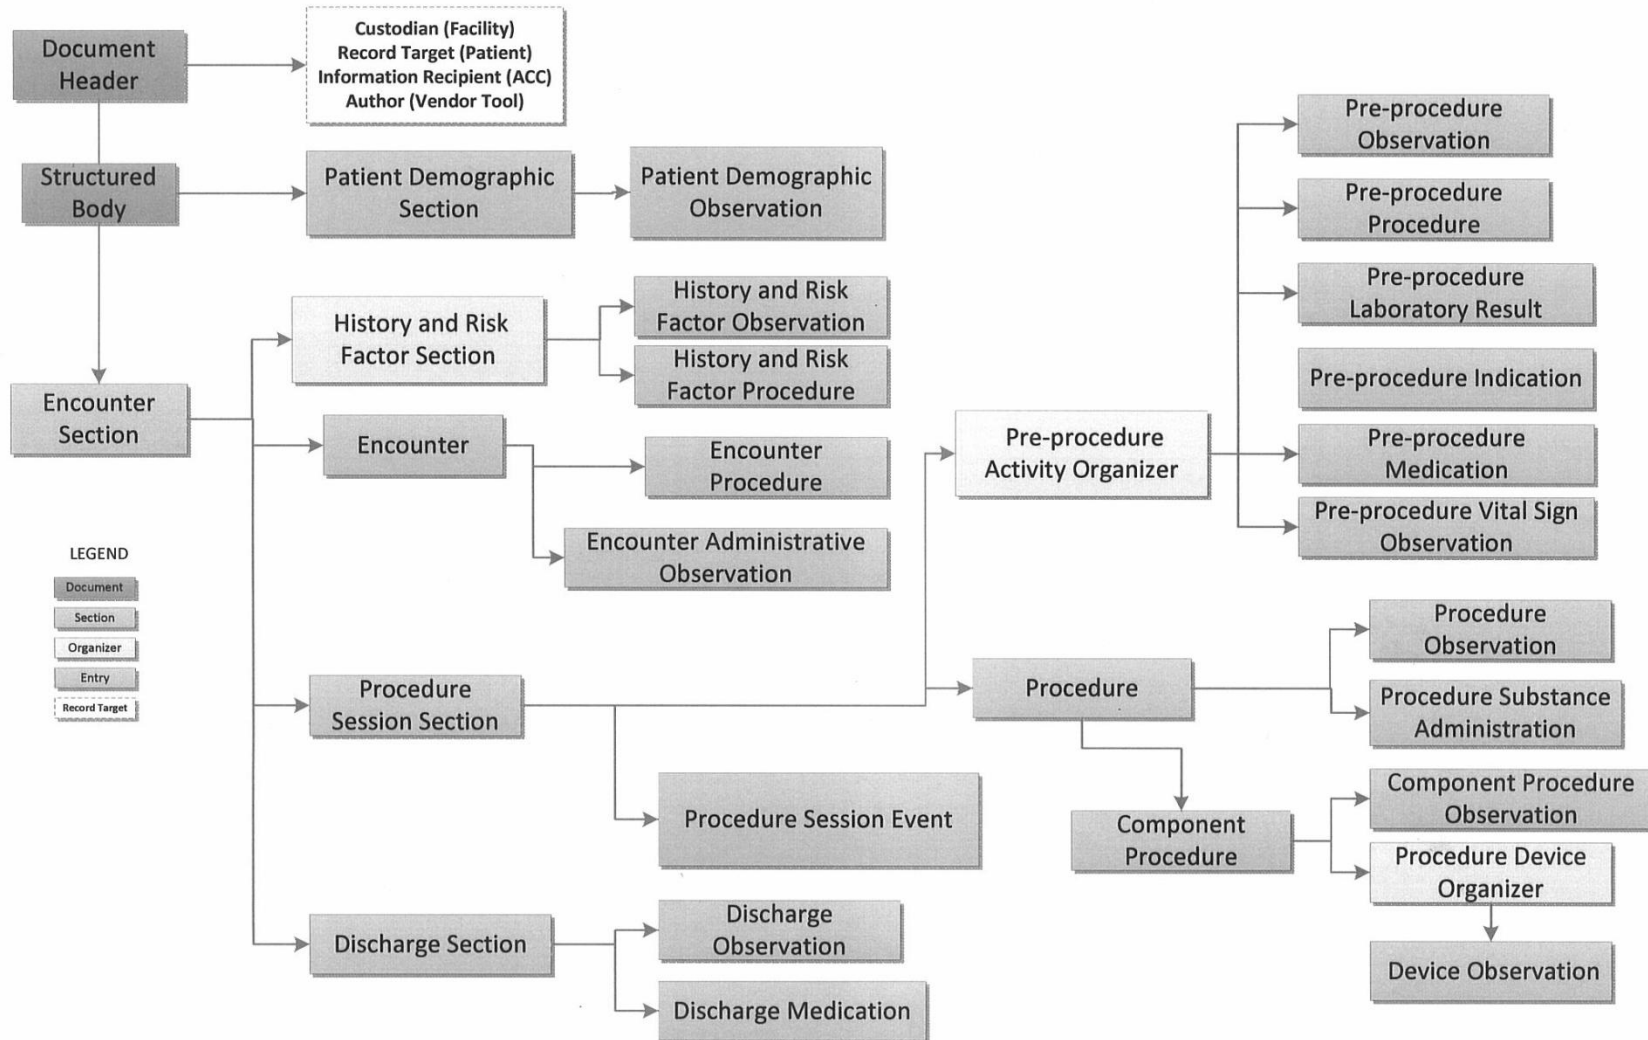 Document
Header
Custodian (Facility)
Record Target (Patient)
Information Recipient (ACC)
Author (Vendor Tool)
Structured
Body
Patient Demographic
Section
Patient Demographic
Observation
Encounter
Section
History and Risk
Factor Section
History and Risk
Factor Observation
History and Risk
Factor Procedure
Encounter
Encounter
Procedure
Encounter Administrative
Observation
Procedure
Session Section
Procedure Session Event
Discharge Section
Discharge
Observation
Discharge Medication
Pre-procedure
Activity Organizer
Pre-procedure
Observation
Pre-procedure
Procedure
Pre-procedure
Laboratory Result
Pre-procedure Indication
Pre-procedure
Medication
Pre-procedure Vital Sign
Observation
Procedure
Procedure
Observation
Procedure Substance
Administration
Component
Procedure
Component Procedure
Observation
Procedure Device
Organizer
Device Observation
LEGEND
Document
Section
Organizer
Entry
Record Target